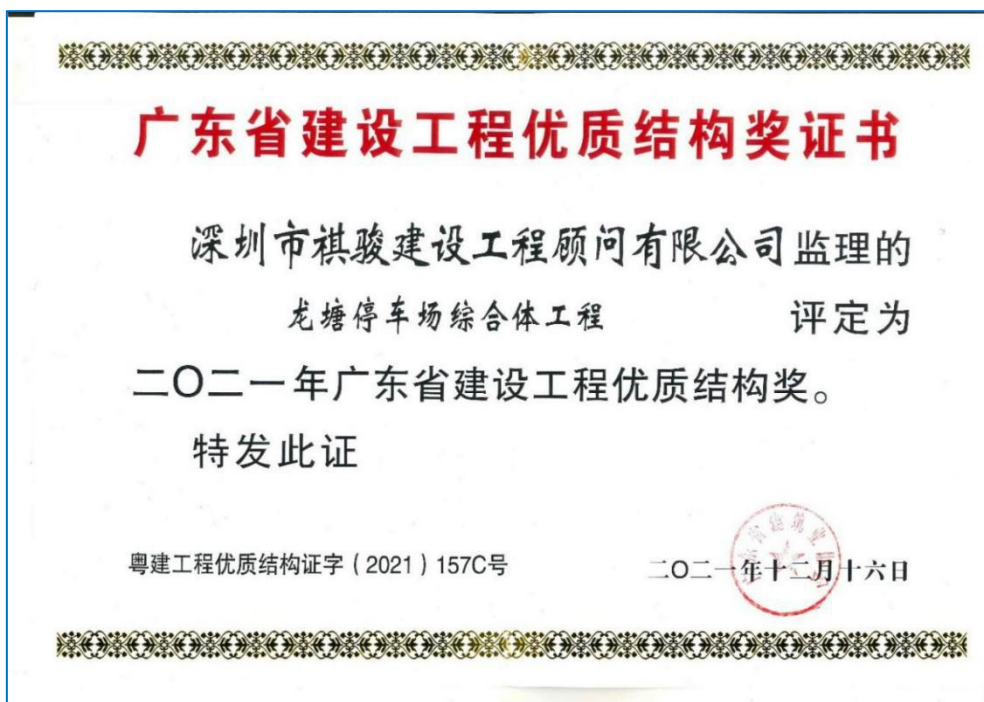 广东省建设工程优质结构奖证书
深圳市祺骏建设工程顾问有限公司监理的
龙塘停车场综合体工程 评定为
二〇二一年广东省建设工程优质结构奖。
特发此证
粤建工程优质结构证字（2021）157C号
二〇二一年十二月十六日